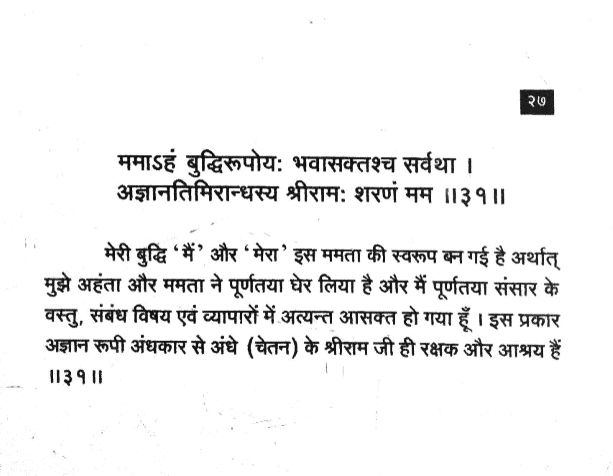 २७
ममाऽहं बुद्धिरूपोयः भवासक्तश्च सर्वथा ।
अज्ञानतिमिरान्धस्य श्रीरामः शरणं मम ॥३१॥
मेरी बुद्धि ‘मैं’ और ‘मेरा’ इस ममता की स्वरूप बन गई है अर्थात्
मुझे अहंता और ममता ने पूर्णतया घेर लिया है और मैं पूर्णतया संसार के
वस्तु, संबंध विषय एवं व्यापारों में अत्यन्त आसक्त हो गया हूँ । इस प्रकार
अज्ञान रूपी अंधकार से अंधे (चेतन) के श्रीराम जी ही रक्षक और आश्रय हैं
॥३१॥